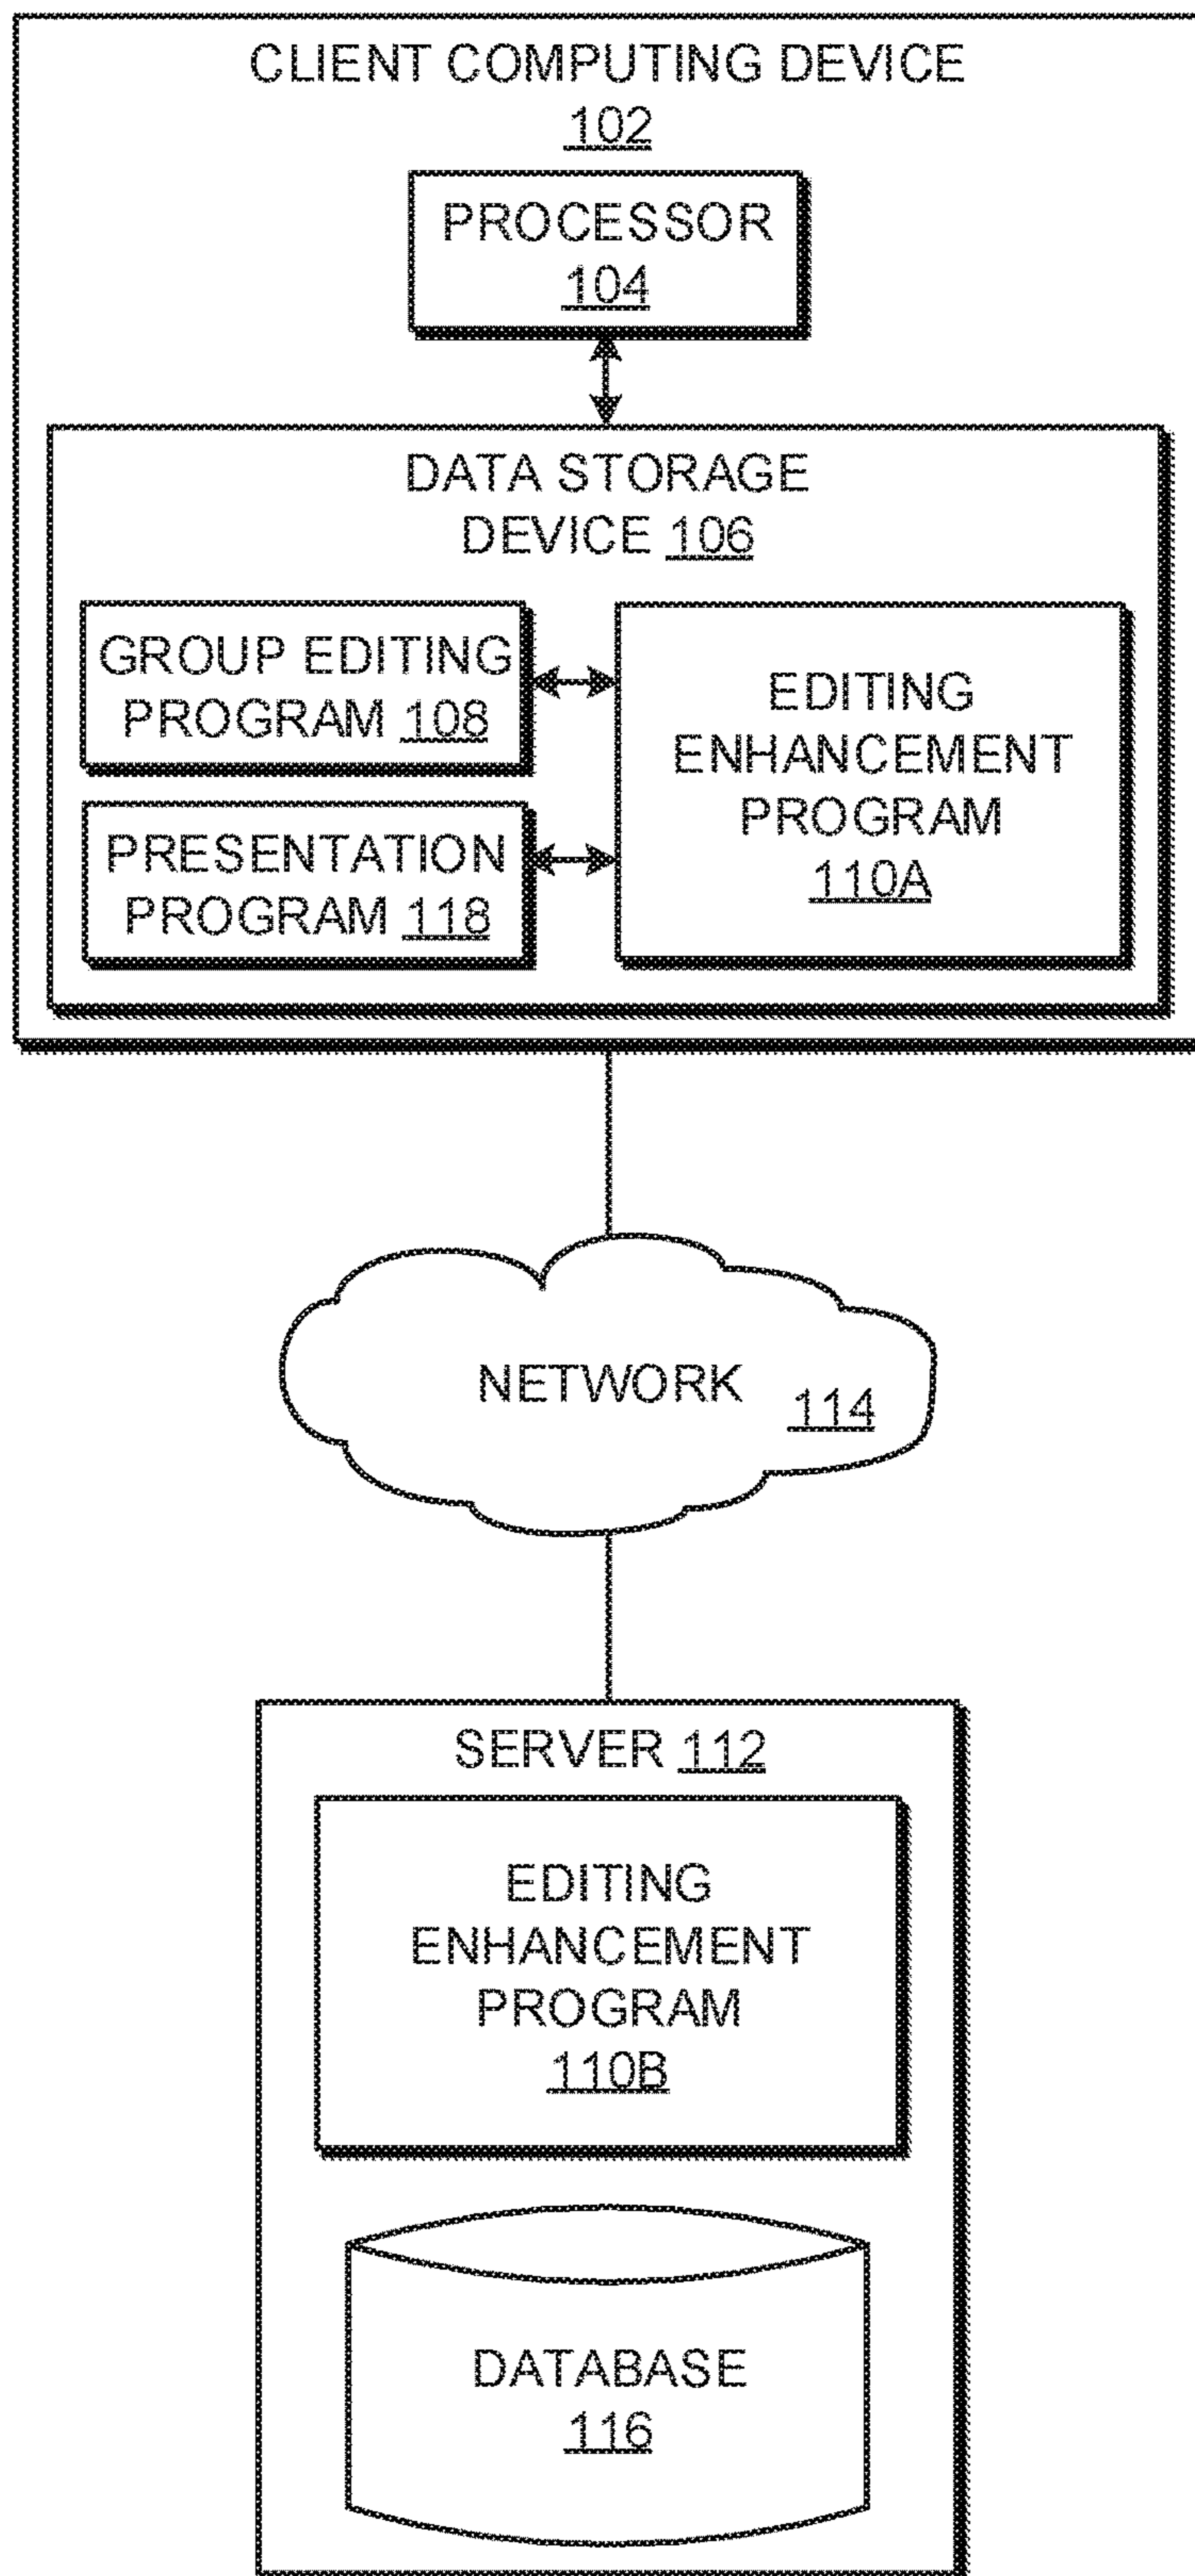 CLIENT COMPUTING DEVICE
102
PROCESSOR
104
DATA STORAGE
DEVICE 106
GROUP EDITING
PROGRAM 108
PRESENTATION
PROGRAM 118
EDITING
ENHANCEMENT
PROGRAM
110A
NETWORK 114
SERVER 112
EDITING
ENHANCEMENT
PROGRAM
110B
DATABASE
116